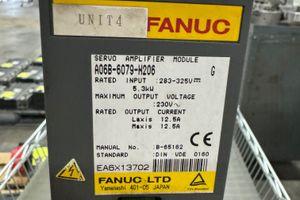 UNIT4
FANUC
SERVO AMPLIFIER MODULE
A06B-6079-H206 G
RATED INPUT : 283-325V⎓
5.3kW
MAXIMUM OUTPUT VOLTAGE
: 230V~
RATED OUTPUT CURRENT
Laxis : 12.5A
Maxis : 12.5A
MANUAL No. : B-65162
STANDARD : DIN VDE 0160
EA6X13702
FANUC LTD
Yamanashi 401-05 JAPAN